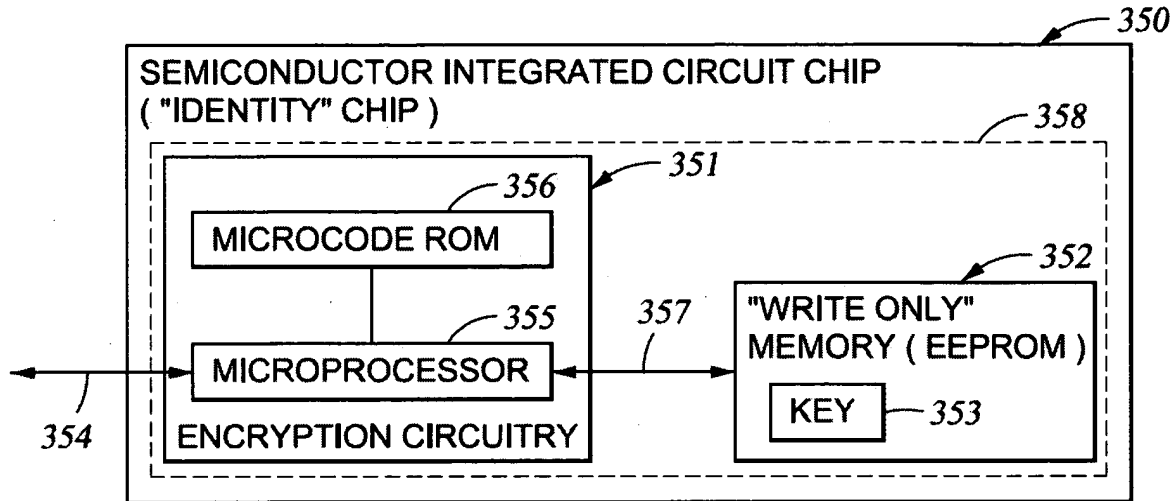 350
SEMICONDUCTOR INTEGRATED CIRCUIT CHIP
( "IDENTITY" CHIP )
358
351
356
MICROCODE ROM
352
"WRITE ONLY"
MEMORY ( EEPROM )
355
357
MICROPROCESSOR
KEY
353
354
ENCRYPTION CIRCUITRY